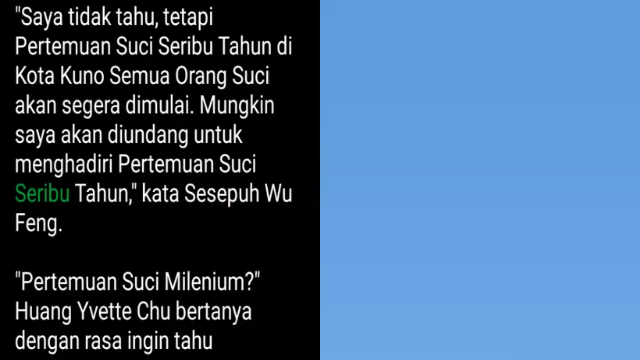 "Saya tidak tahu, tetapi
Pertemuan Suci Seribu Tahun di
Kota Kuno Semua Orang Suci
akan segera dimulai. Mungkin
saya akan diundang untuk
menghadiri Pertemuan Suci
Seribu Tahun," kata Sesepuh Wu
Feng.
"Pertemuan Suci Milenium?"
Huang Yvette Chu bertanya
dengan rasa ingin tahu